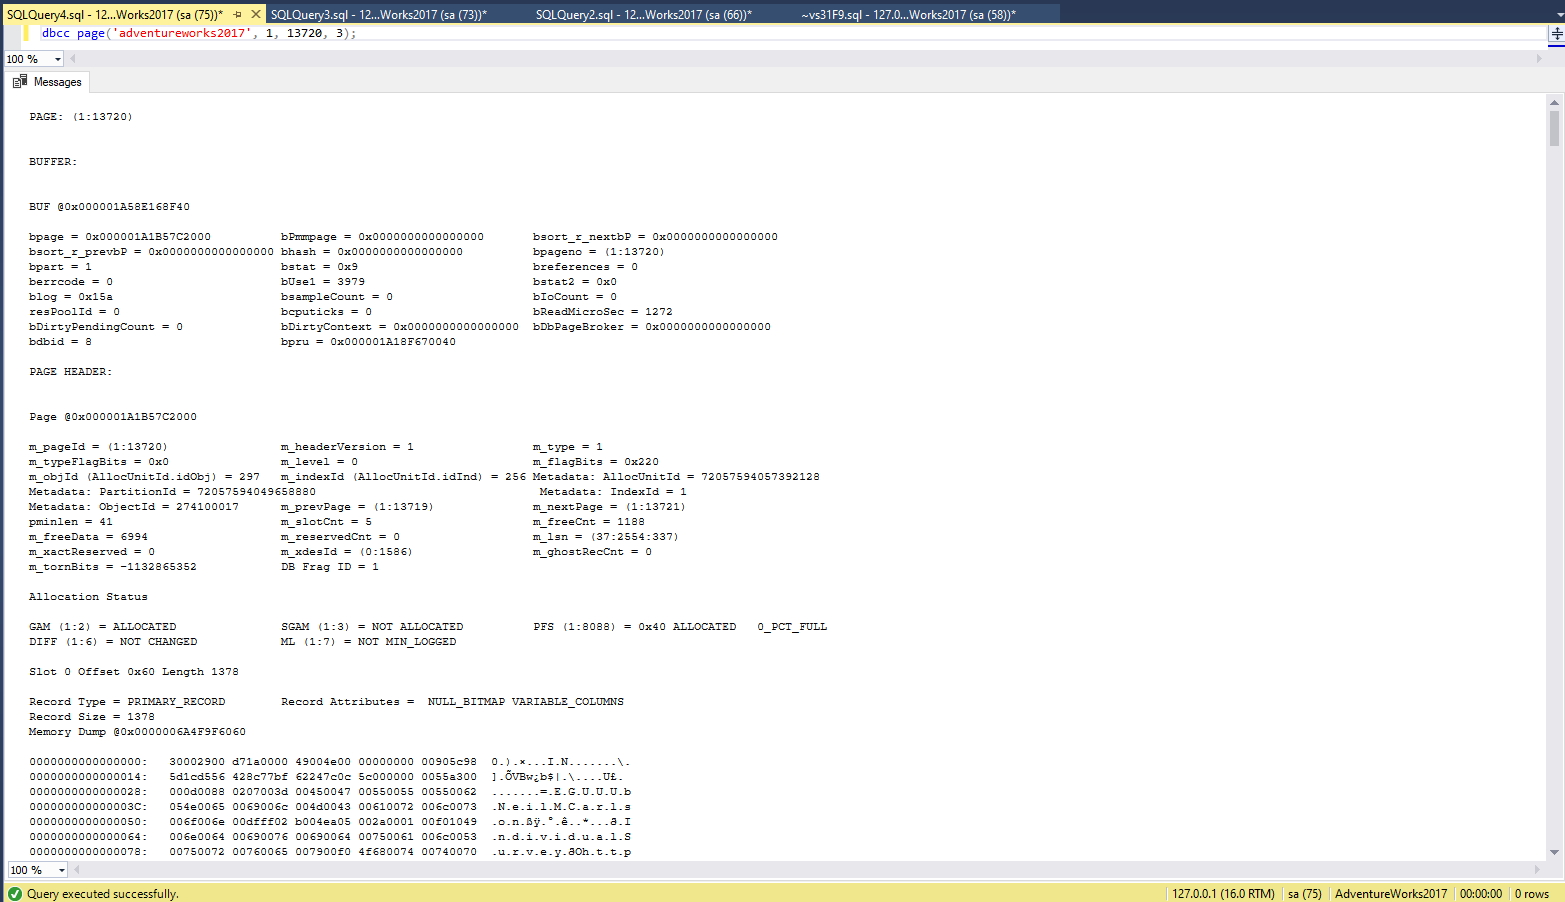 SQLQuery4.sql - 12...Works2017 (sa (75))* SQLQuery3.sql - 12...Works2017 (sa (73))* SQLQuery2.sql - 12...Works2017 (sa (66))* ~vs31F9.sql - 127.0...Works2017 (sa (58))*
dbcc page('adventureworks2017', 1, 13720, 3);
100 %
Messages
PAGE: (1:13720)
BUFFER:
BUF @0x000001A58E168F40
bpage = 0x000001A1B57C2000 bPmmpage = 0x0000000000000000 bsort_r_nextbP = 0x0000000000000000
bsort_r_prevbP = 0x0000000000000000 bhash = 0x0000000000000000 bpageno = (1:13720)
bpart = 1 bstat = 0x9 breferences = 0
berrcode = 0 bUse1 = 3979 bstat2 = 0x0
blog = 0x15a bsampleCount = 0 bIoCount = 0
resPoolId = 0 bcputicks = 0 bReadMicroSec = 1272
bDirtyPendingCount = 0 bDirtyContext = 0x0000000000000000 bDbPageBroker = 0x0000000000000000
bdbid = 8 bpru = 0x000001A18F670040
PAGE HEADER:
Page @0x000001A1B57C2000
m_pageId = (1:13720) m_headerVersion = 1 m_type = 1
m_typeFlagBits = 0x0 m_level = 0 m_flagBits = 0x220
m_objId (AllocUnitId.idObj) = 297 m_indexId (AllocUnitId.idInd) = 256 Metadata: AllocUnitId = 72057594057392128
Metadata: PartitionId = 72057594049658880 Metadata: IndexId = 1
Metadata: ObjectId = 274100017 m_prevPage = (1:13719) m_nextPage = (1:13721)
pminlen = 41 m_slotCnt = 5 m_freeCnt = 1188
m_freeData = 6994 m_reservedCnt = 0 m_lsn = (37:2554:337)
m_xactReserved = 0 m_xdesId = (0:1586) m_ghostRecCnt = 0
m_tornBits = -1132865352 DB Frag ID = 1
Allocation Status
GAM (1:2) = ALLOCATED SGAM (1:3) = NOT ALLOCATED PFS (1:8088) = 0x40 ALLOCATED 0_PCT_FULL
DIFF (1:6) = NOT CHANGED ML (1:7) = NOT MIN_LOGGED
Slot 0 Offset 0x60 Length 1378
Record Type = PRIMARY_RECORD Record Attributes = NULL_BITMAP VARIABLE_COLUMNS
Record Size = 1378
Memory Dump @0x0000006A4F9F6060
0000000000000000: 30002900 d71a0000 49004e00 00000000 00905c98 0.).×...I.N.......\.
0000000000000014: 5d1cd556 428c77bf 62247c0c 5c000000 0055a300 ].ÕVBw¿b$|.\....U£.
0000000000000028: 000d0088 0207003d 00450047 00550055 00550062 .......=.E.G.U.U.U.b
000000000000003C: 054e0065 0069006c 004d0043 00610072 006c0073 .N.e.i.l.M.C.a.r.l.s
0000000000000050: 006f006e 00dfff02 b004ea05 002a0001 00f01049 .o.n.ßÿ.°.ê..*...ð.I
0000000000000064: 006e0064 00690076 00690064 00750061 006c0053 .n.d.i.v.i.d.u.a.l.S
0000000000000078: 00750072 00760065 007900f0 4f680074 00740070 .u.r.v.e.y.ðOh.t.t.p
100 %
Query executed successfully. 127.0.0.1 (16.0 RTM) sa (75) AdventureWorks2017 00:00:00 0 rows